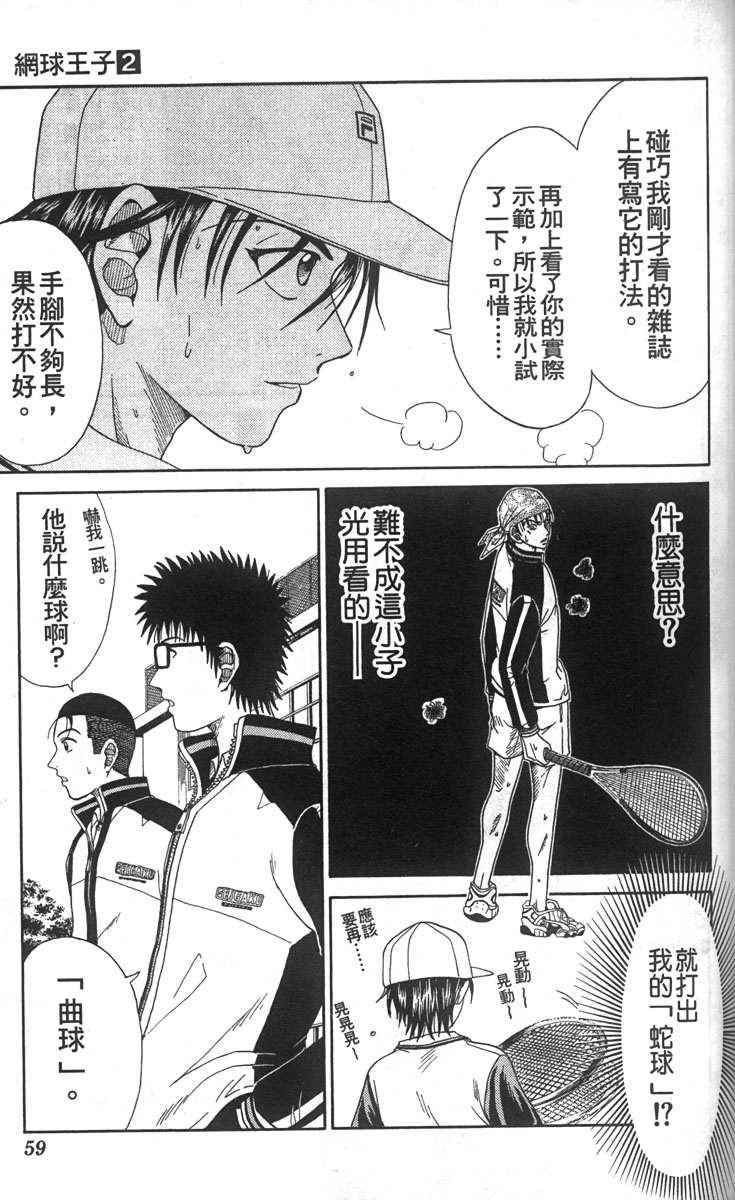 網球王子2
碰巧我剛才看的雜誌
上有寫它的打法。
再加上看了你的實際
示範，所以我就小試
了一下。可惜……
手腳不夠長，
果然打不好。
什麼意思？
難不成這小子
光用看的──
嚇我一跳。
他説什麼球啊？
SEIGAKU
SEIGAKU
「曲球」。
就打出
我的「蛇球」!?
晃動～
晃動～
應該
要再……
晃晃晃～
59